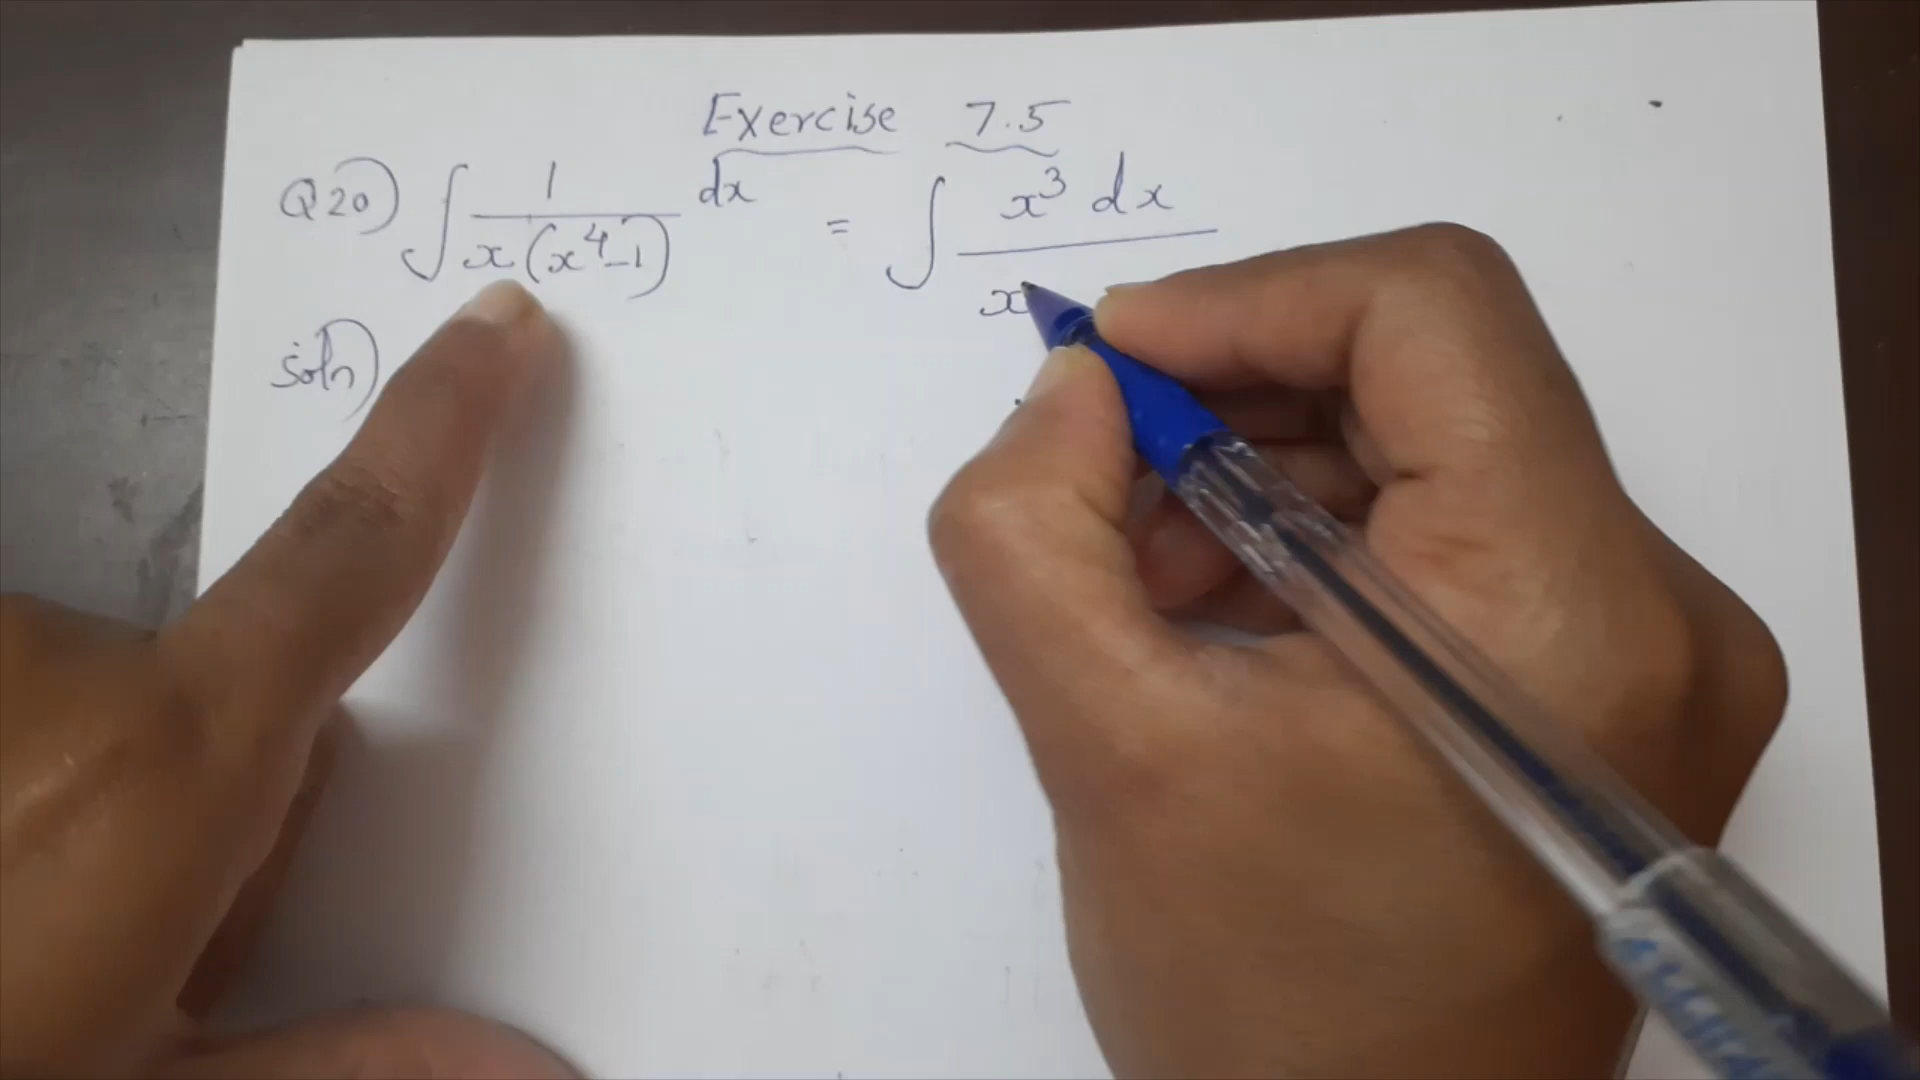 Exercise 7.5
Q20) ∫ 1 / x(x⁴-1) dx = ∫ x³ dx / x
Soln)